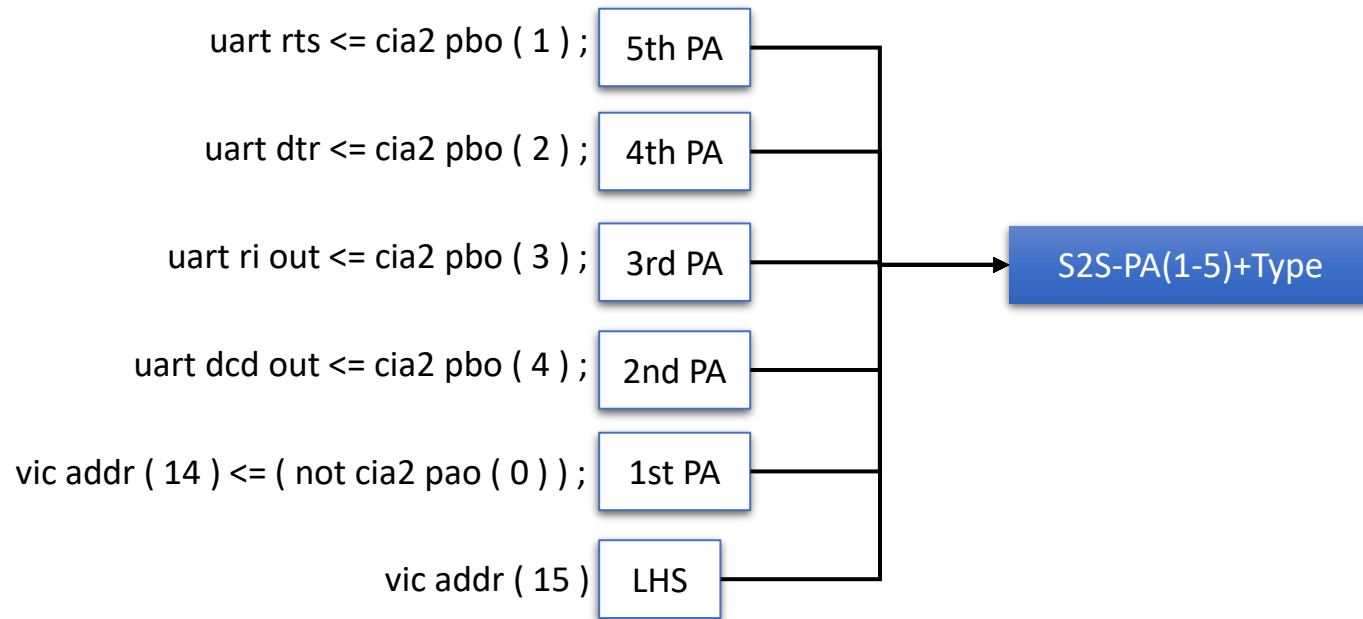 uart rts <= cia2 pbo ( 1 ) ; 5th PA
uart dtr <= cia2 pbo ( 2 ) ; 4th PA
uart ri out <= cia2 pbo ( 3 ) ; 3rd PA
S2S-PA(1-5)+Type
uart dcd out <= cia2 pbo ( 4 ) ; 2nd PA
vic addr ( 14 ) <= ( not cia2 pao ( 0 ) ) ; 1st PA
vic addr ( 15 ) LHS